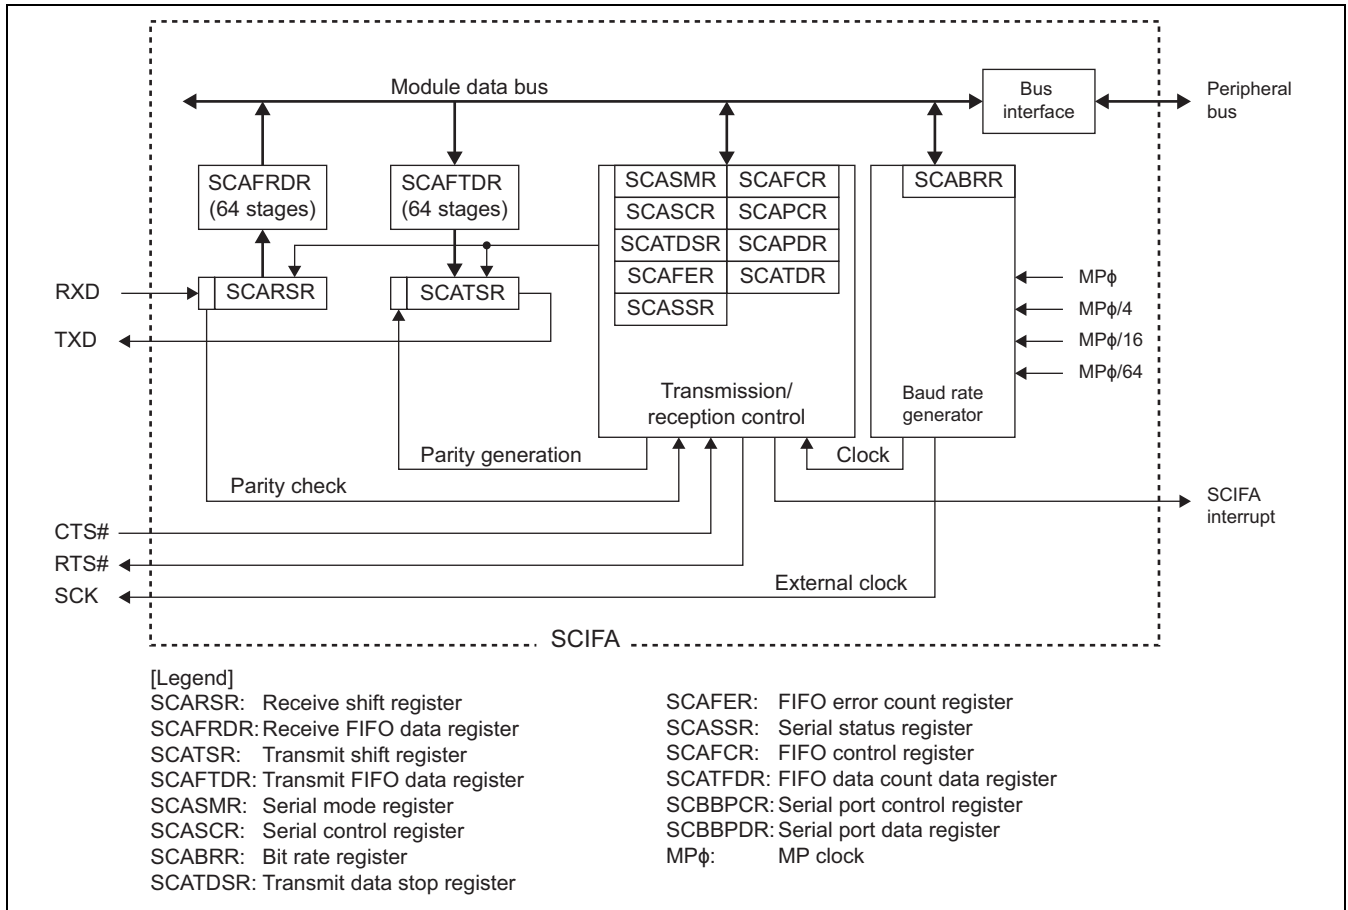 Module data bus
Bus
interface
Peripheral
bus
SCAFRDR
(64 stages)
SCAFTDR
(64 stages)
SCASMR
SCAFCR
SCASCR
SCAPCR
SCATDSR
SCAPDR
SCAFER
SCATDR
SCASSR
SCABRR
RXD
SCARSR
SCATSR
TXD
MPϕ
MPϕ/4
MPϕ/16
MPϕ/64
Transmission/
reception control
Baud rate
generator
Parity generation
Clock
Parity check
SCIFA
interrupt
CTS#
RTS#
External clock
SCK
SCIFA
[Legend]
SCARSR: Receive shift register
SCAFRDR: Receive FIFO data register
SCATSR: Transmit shift register
SCAFTDR: Transmit FIFO data register
SCASMR: Serial mode register
SCASCR: Serial control register
SCABRR: Bit rate register
SCATDSR: Transmit data stop register
SCAFER: FIFO error count register
SCASSR: Serial status register
SCAFCR: FIFO control register
SCATFDR: FIFO data count data register
SCBBPCR: Serial port control register
SCBBPDR: Serial port data register
MPϕ: MP clock